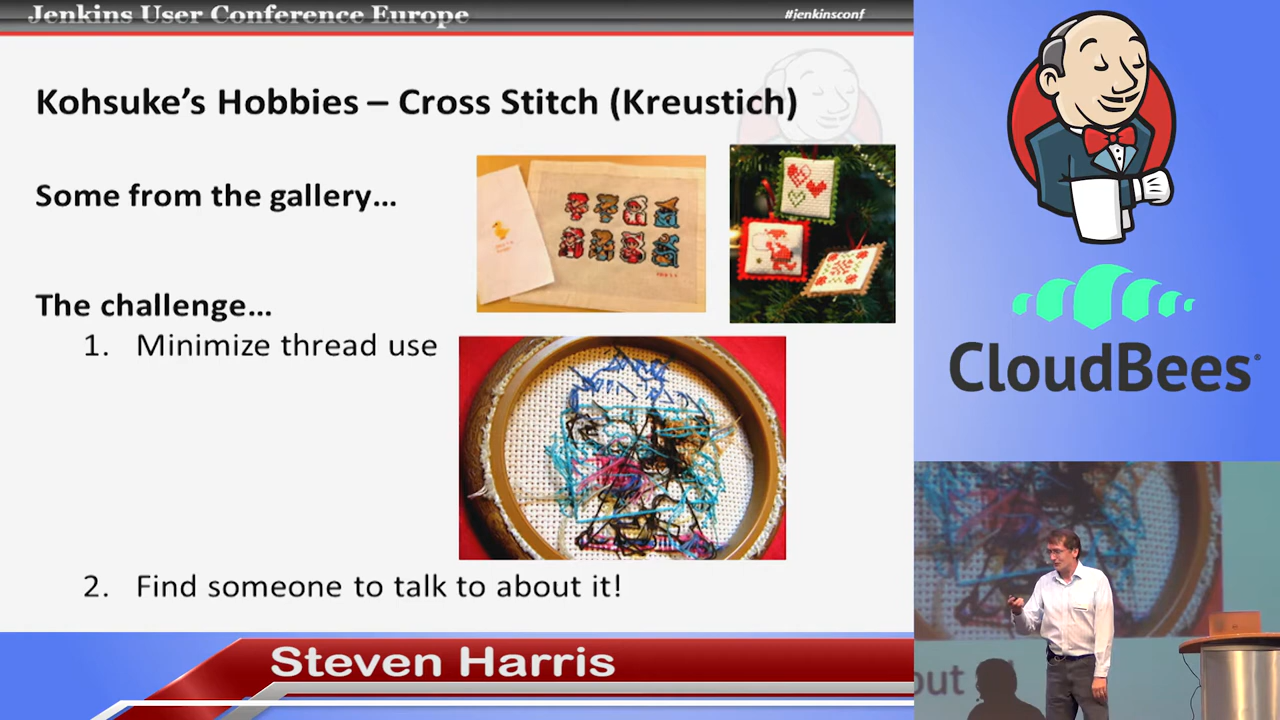 Jenkins User Conference Europe
#jenkinsconf
Kohsuke's Hobbies – Cross Stitch (Kreustich)
Some from the gallery…
The challenge…
1. Minimize thread use
2. Find someone to talk to about it!
CloudBees®
Steven Harris
out